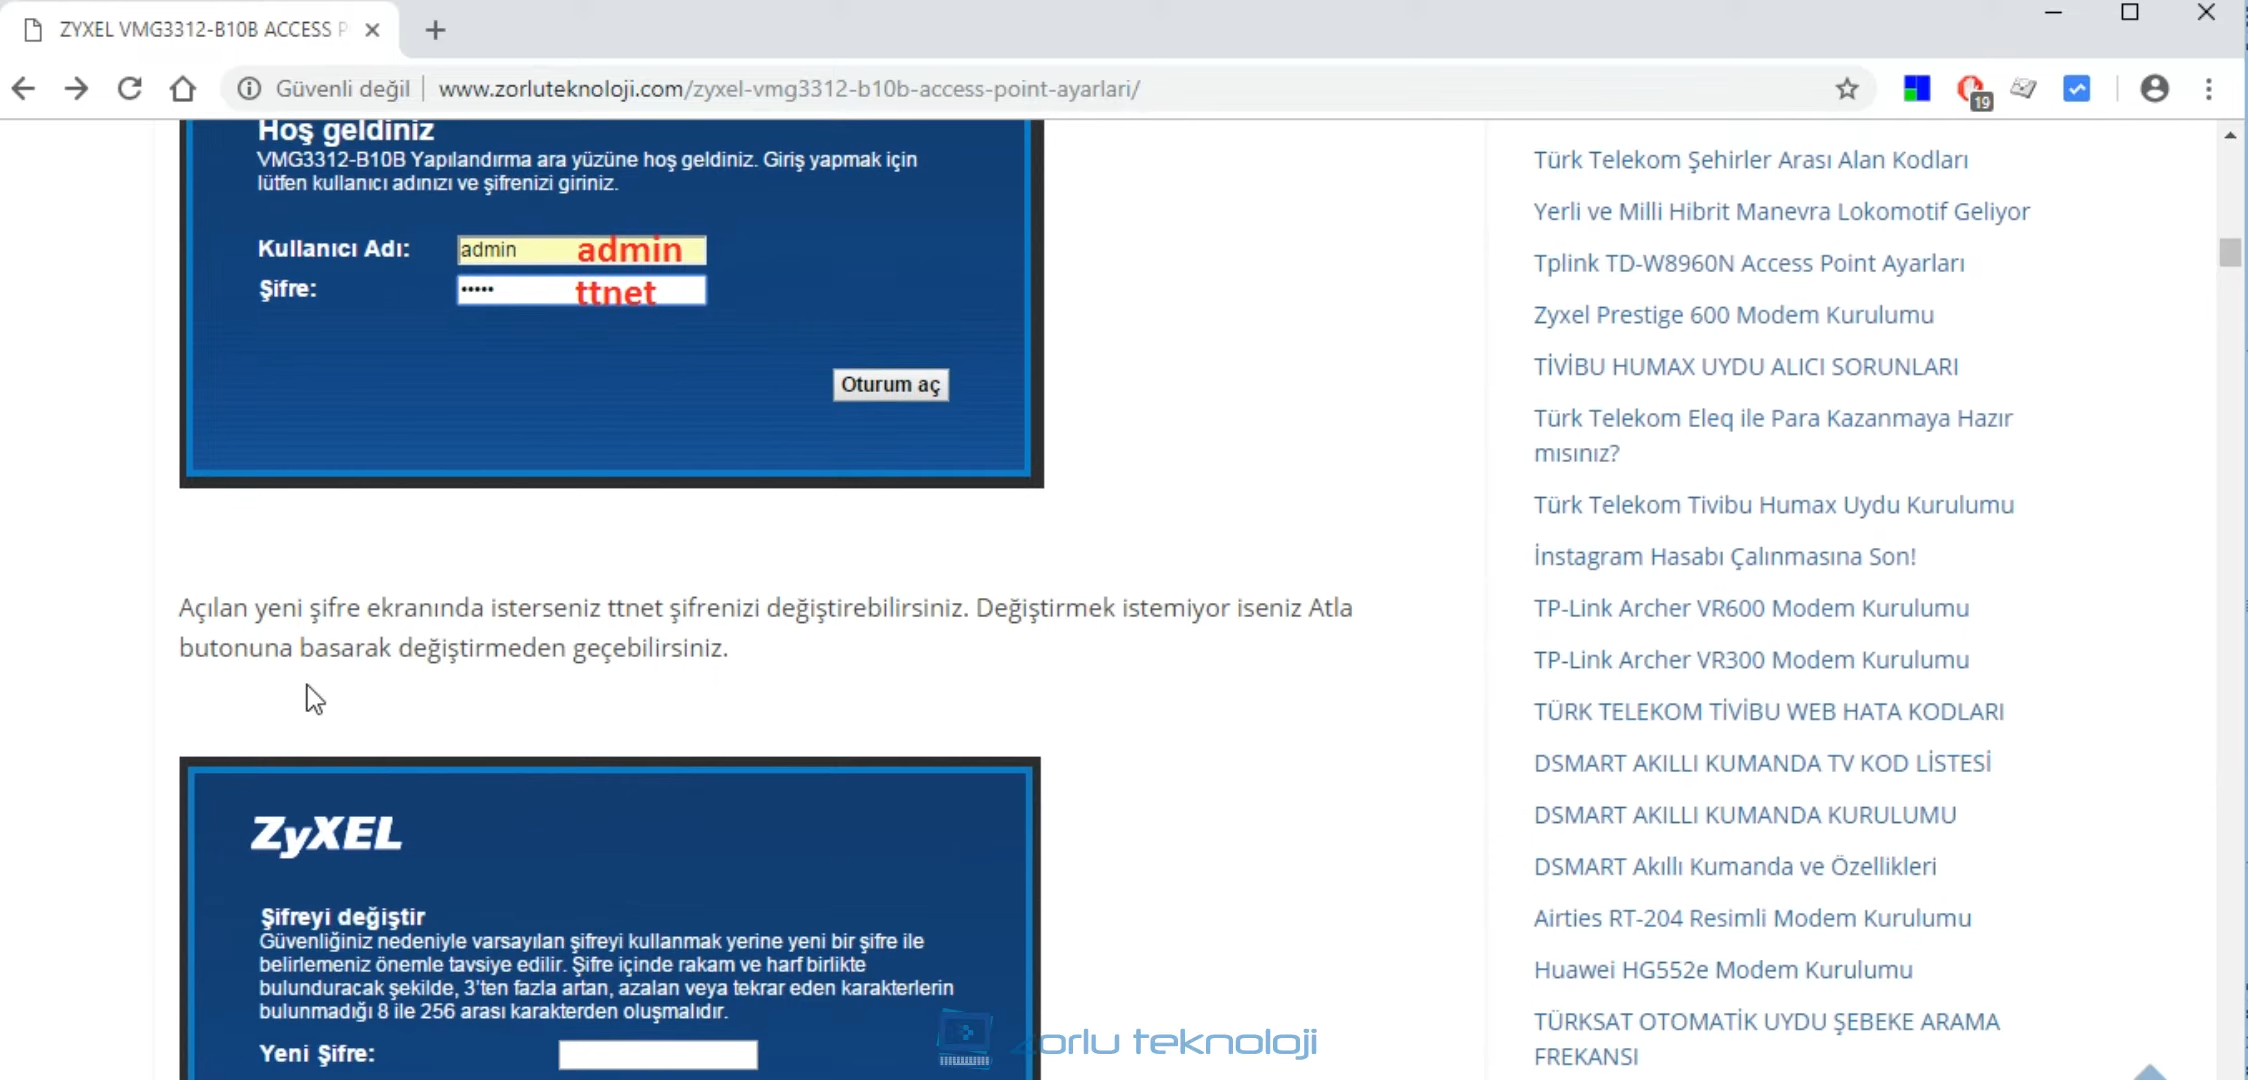 ZYXEL VMG3312-B10B ACCESS P
Güvenli değil
www.zorluteknoloji.com/zyxel-vmg3312-b10b-access-point-ayarlari/
19
Hoş geldiniz
VMG3312-B10B Yapılandırma ara yüzüne hoş geldiniz. Giriş yapmak için
lütfen kullanıcı adınızı ve şifrenizi giriniz.
Kullanıcı Adı: admin admin
Şifre: ••••• ttnet
Oturum aç
Açılan yeni şifre ekranında isterseniz ttnet şifrenizi değiştirebilirsiniz. Değiştirmek istemiyor iseniz Atla
butonuna basarak değiştirmeden geçebilirsiniz.
ZyXEL
Şifreyi değiştir
Güvenliğiniz nedeniyle varsayılan şifreyi kullanmak yerine yeni bir şifre ile
belirlemeniz önemle tavsiye edilir. Şifre içinde rakam ve harf birlikte
bulunduracak şekilde, 3'ten fazla artan, azalan veya tekrar eden karakterlerin
bulunmadığı 8 ile 256 arası karakterden oluşmalıdır.
Yeni Şifre:
Zorlu teknoloji
Türk Telekom Şehirler Arası Alan Kodları
Yerli ve Milli Hibrit Manevra Lokomotif Geliyor
Tplink TD-W8960N Access Point Ayarları
Zyxel Prestige 600 Modem Kurulumu
TİVİBU HUMAX UYDU ALICI SORUNLARI
Türk Telekom Eleq ile Para Kazanmaya Hazır
mısınız?
Türk Telekom Tivibu Humax Uydu Kurulumu
İnstagram Hasabı Çalınmasına Son!
TP-Link Archer VR600 Modem Kurulumu
TP-Link Archer VR300 Modem Kurulumu
TÜRK TELEKOM TİVİBU WEB HATA KODLARI
DSMART AKILLI KUMANDA TV KOD LİSTESİ
DSMART AKILLI KUMANDA KURULUMU
DSMART Akıllı Kumanda ve Özellikleri
Airties RT-204 Resimli Modem Kurulumu
Huawei HG552e Modem Kurulumu
TÜRKSAT OTOMATİK UYDU ŞEBEKE ARAMA
FREKANSI